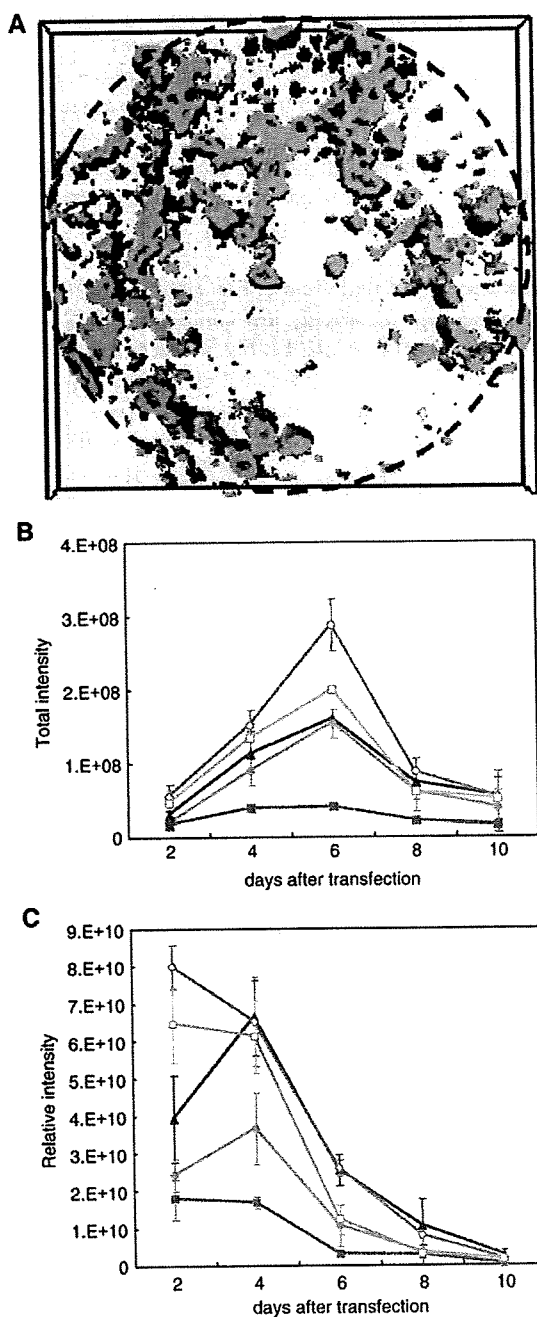 A
B
4.E+08
3.E+08
2.E+08
1.E+08
0
Total intensity
2 4 6 8 10
days after transfection
C
9.E+10
8.E+10
7.E+10
6.E+10
5.E+10
4.E+10
3.E+10
2.E+10
1.E+10
0
Relative intensity
2 4 6 8 10
days after transfection